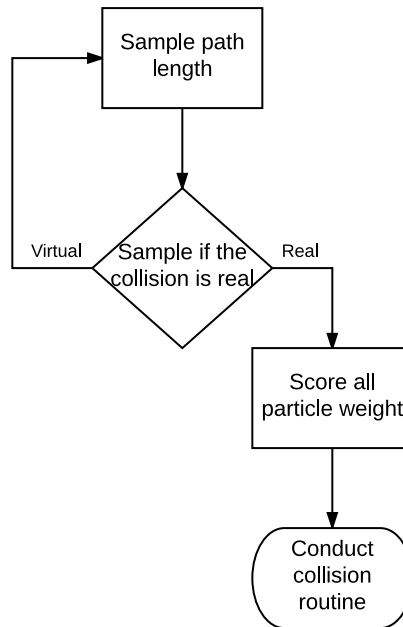 Sample path
length
Virtual
Sample if the
collision is real
Real
Score all
particle weight
Conduct
collision
routine